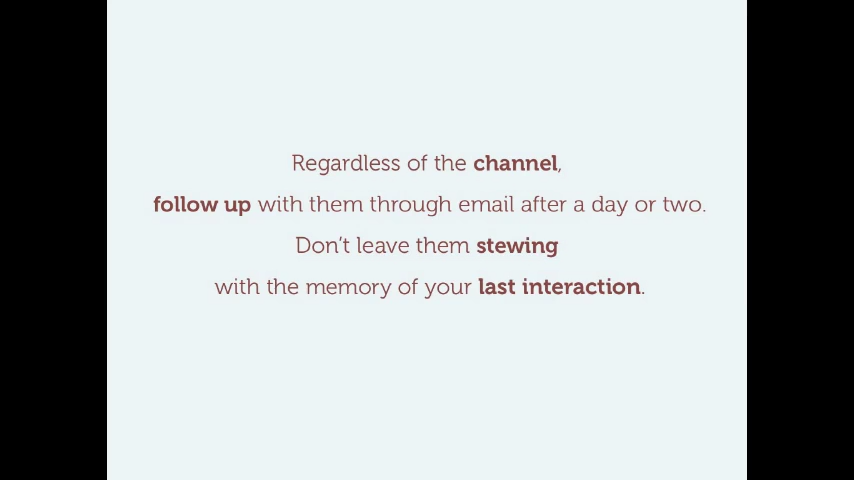 Regardless of the channel,
follow up with them through email after a day or two.
Don't leave them stewing
with the memory of your last interaction.